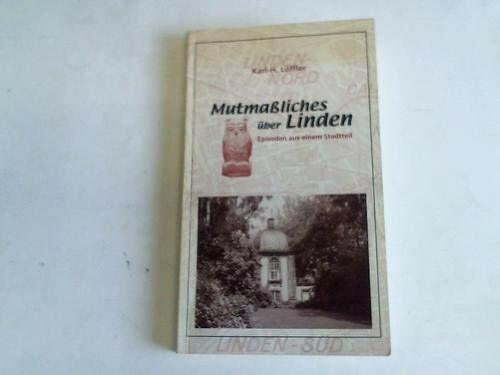 LINDEN
NORD
Karl-H. Löffler
Mutmaßliches
über Linden
Episoden aus einem Stadtteil
LINDEN - SÜD